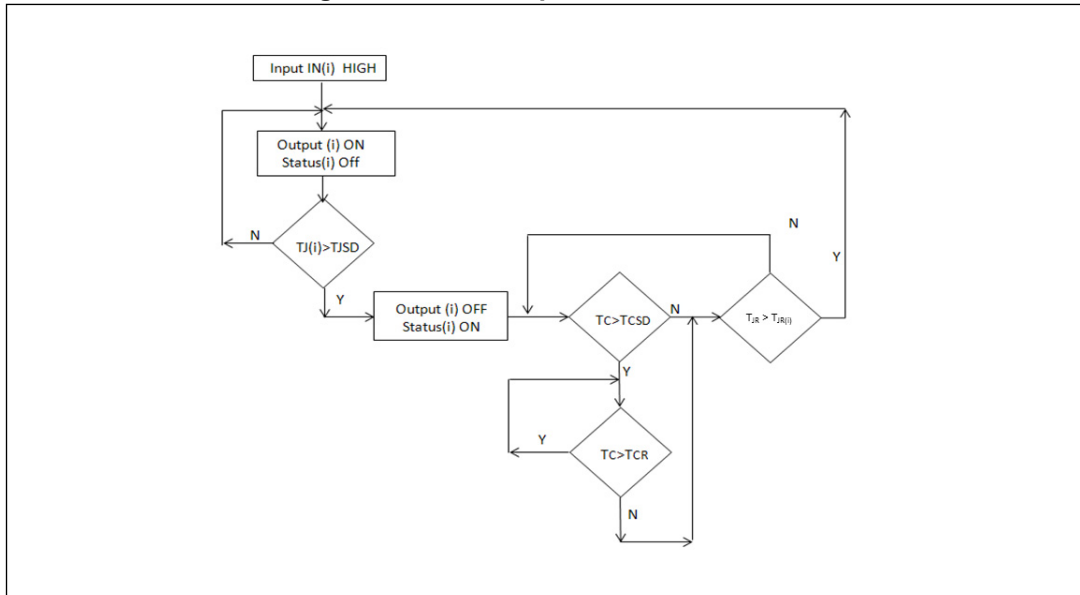 Input IN(i) HIGH
Output (i) ON
Status(i) Off
N
TJ(i)>TJSD
Y
Output (i) OFF
Status(i) ON
TC>TCSD
N
Y
TC>TCR
Y
N
TJR > TJR(i)
N
Y